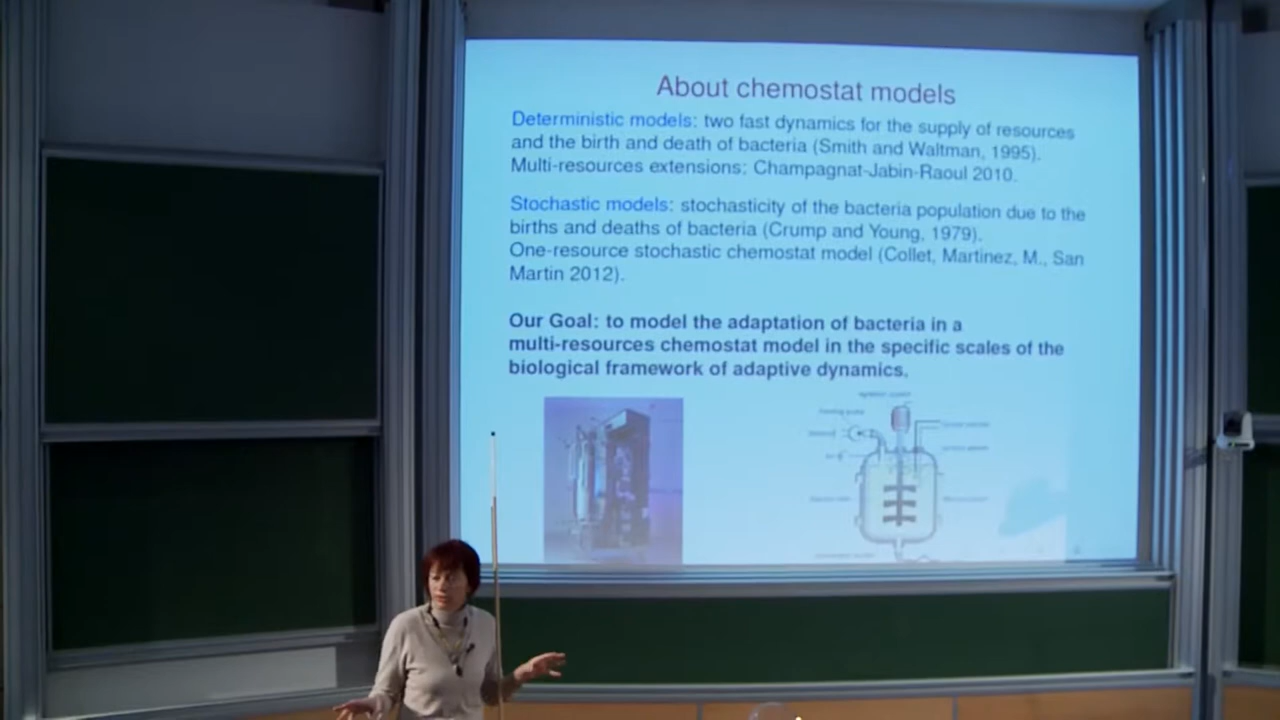 About chemostat models
Deterministic models: two fast dynamics for the supply of resources
and the birth and death of bacteria (Smith and Waltman, 1995).
Multi-resources extensions: Champagnat-Jabin-Raoul 2010.
Stochastic models: stochasticity of the bacteria population due to the
births and deaths of bacteria (Crump and Young, 1979).
One-resource stochastic chemostat model (Collet, Martinez, M., San
Martin 2012).
Our Goal: to model the adaptation of bacteria in a
multi-resources chemostat model in the specific scales of the
biological framework of adaptive dynamics.